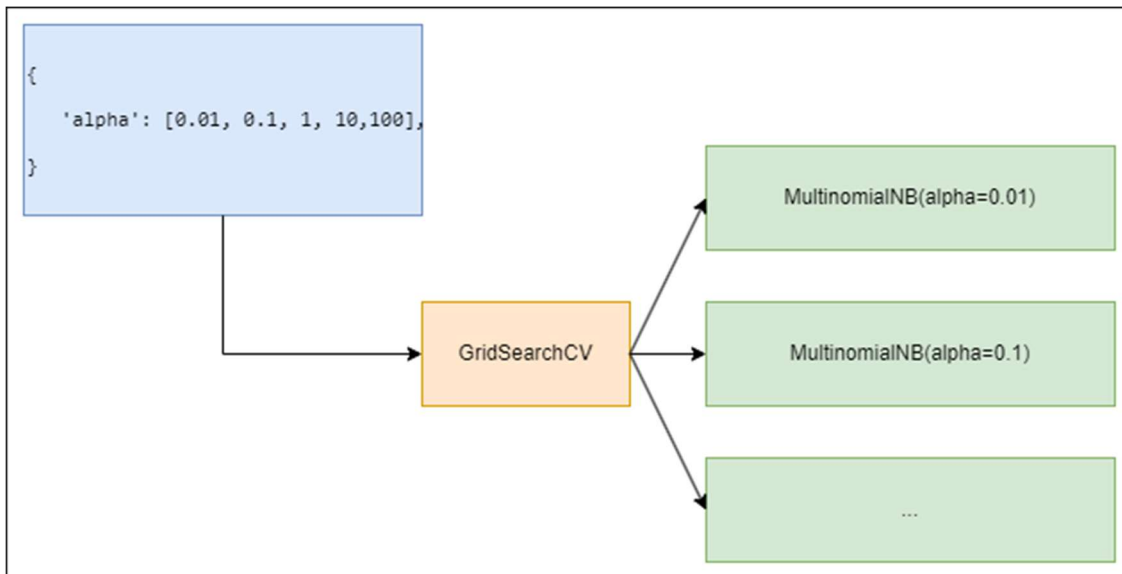 {
'alpha': [0.01, 0.1, 1, 10,100],
}
MultinomialNB(alpha=0.01)
GridSearchCV
MultinomialNB(alpha=0.1)
...